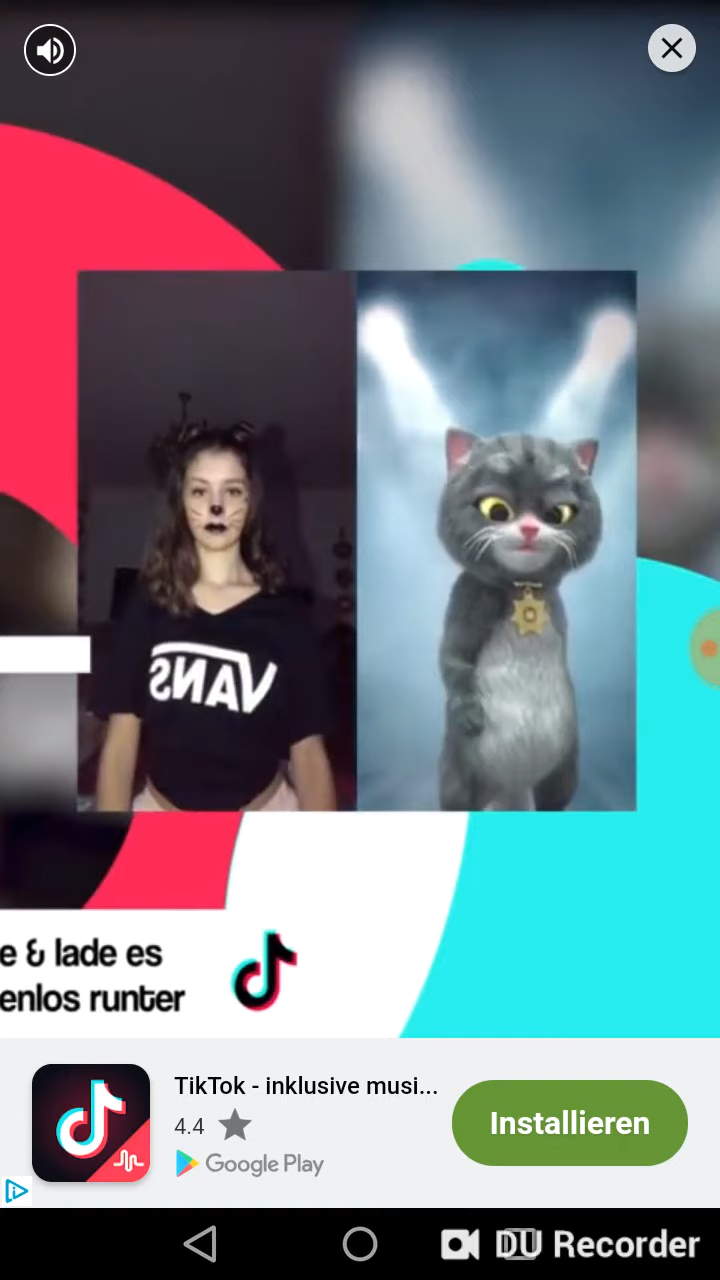 VANS
e & lade es
enlos runter
TikTok - inklusive musi...
4.4
Google Play
Installieren
DU Recorder